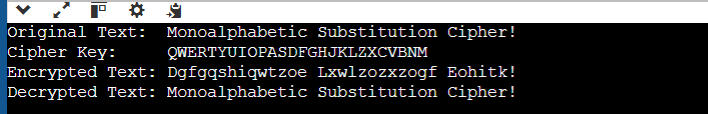 Original Text:  Monoalphabetic Substitution Cipher!
Cipher Key:     QWERTYUIOPASDFGHJKLZXCVBNM
Encrypted Text: Dgfgqshiqwtzoe Lxwlzozxzogf Eohitk!
Decrypted Text: Monoalphabetic Substitution Cipher!